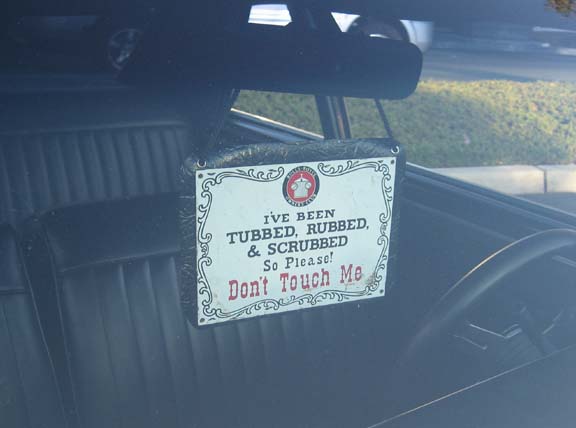 I'VE BEEN
TUBBED, RUBBED,
& SCRUBBED
So Please!
Don't Touch Me